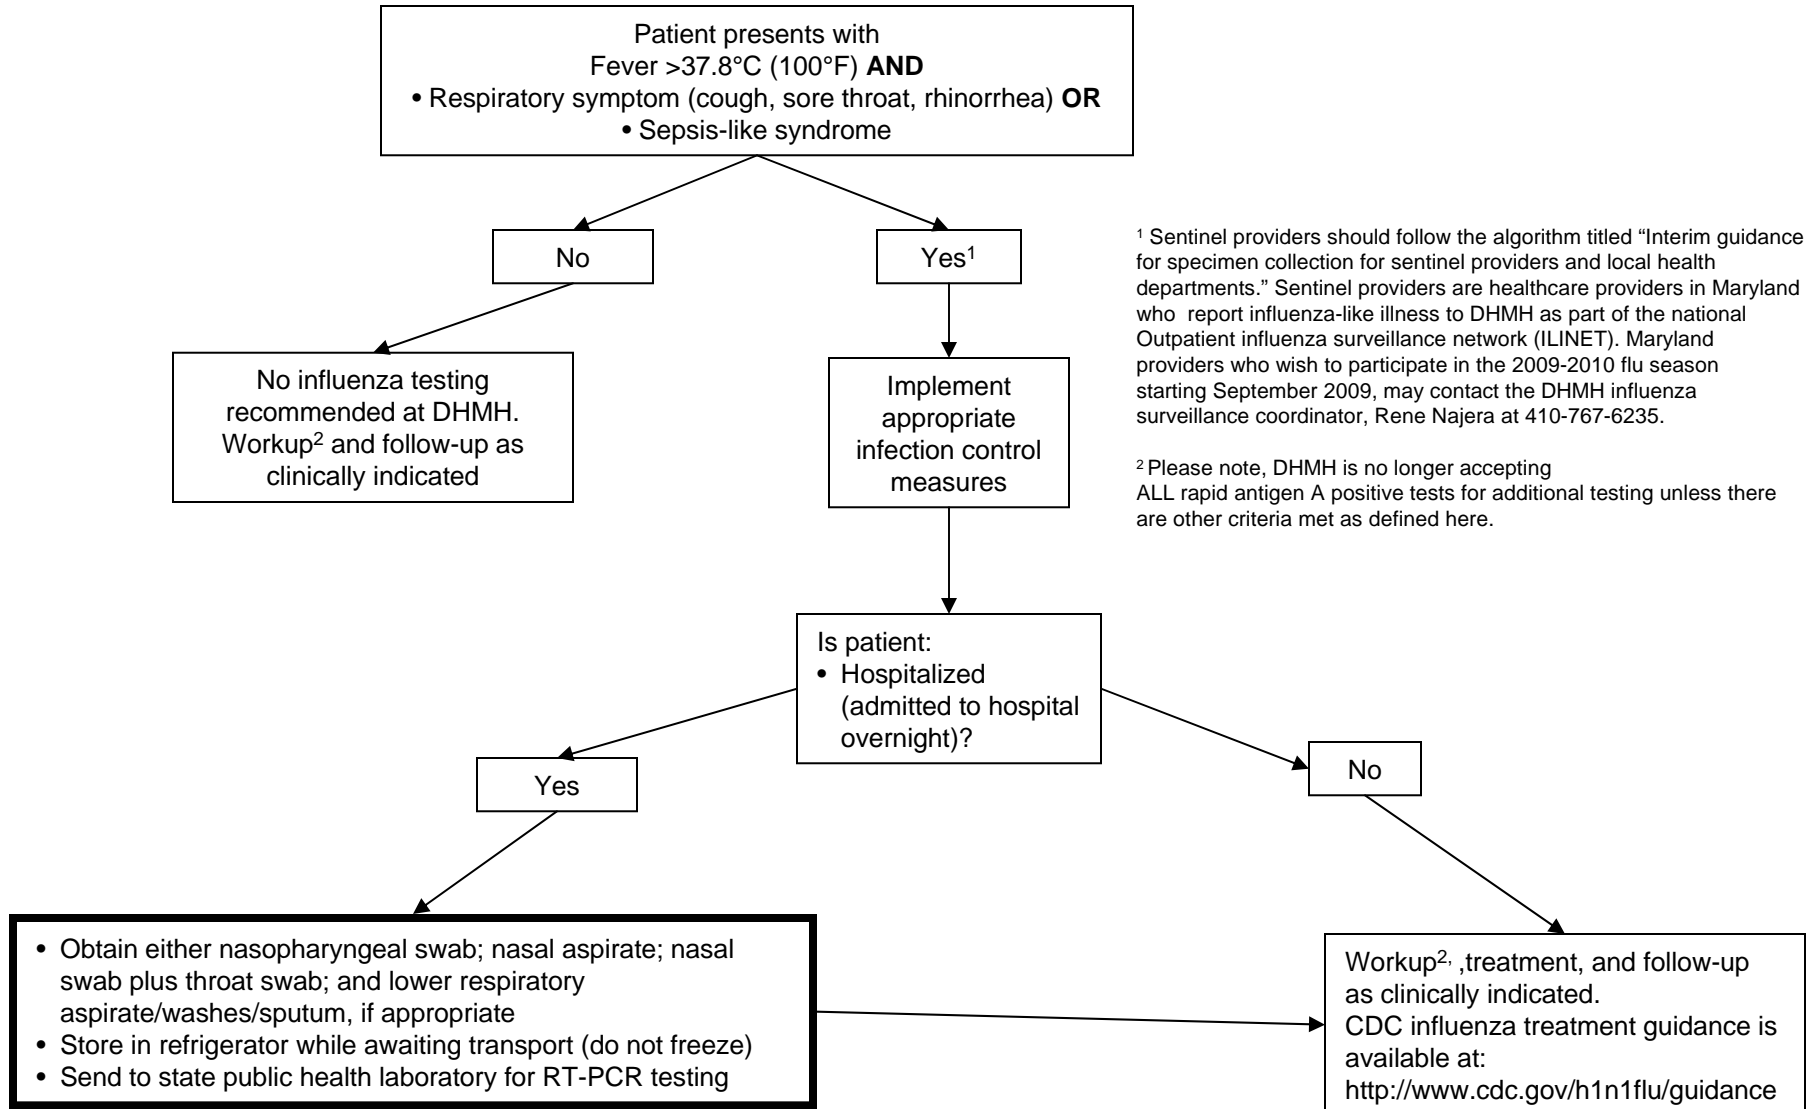 Patient presents with
Fever >37.8°C (100°F) AND
• Respiratory symptom (cough, sore throat, rhinorrhea) OR
• Sepsis-like syndrome
No
Yes¹
¹ Sentinel providers should follow the algorithm titled “Interim guidance
for specimen collection for sentinel providers and local health
departments.” Sentinel providers are healthcare providers in Maryland
who report influenza-like illness to DHMH as part of the national
Outpatient influenza surveillance network (ILINET). Maryland
providers who wish to participate in the 2009-2010 flu season
starting September 2009, may contact the DHMH influenza
surveillance coordinator, Rene Najera at 410-767-6235.
² Please note, DHMH is no longer accepting
ALL rapid antigen A positive tests for additional testing unless there
are other criteria met as defined here.
No influenza testing
recommended at DHMH.
Workup² and follow-up as
clinically indicated
Implement
appropriate
infection control
measures
Is patient:
• Hospitalized
(admitted to hospital
overnight)?
Yes
No
• Obtain either nasopharyngeal swab; nasal aspirate; nasal
swab plus throat swab; and lower respiratory
aspirate/washes/sputum, if appropriate
• Store in refrigerator while awaiting transport (do not freeze)
• Send to state public health laboratory for RT-PCR testing
Workup², ,treatment, and follow-up
as clinically indicated.
CDC influenza treatment guidance is
available at:
http://www.cdc.gov/h1n1flu/guidance